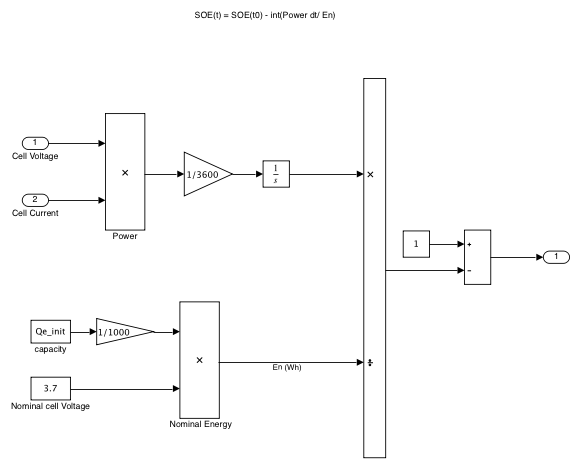 SOE(t) = SOE(t0) - int(Power dt/ En)
1
Cell Voltage
2
Cell Current
×
Power
1/3600
1
s
×
1
+
−
1
Qe_init
capacity
1/1000
3.7
Nominal cell Voltage
×
Nominal Energy
En (Wh)
÷